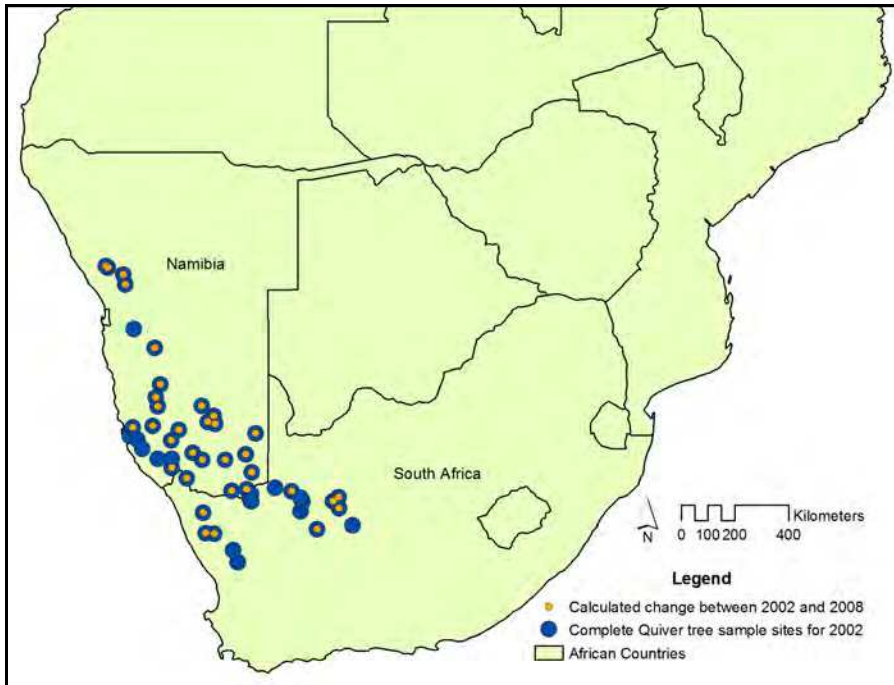 Namibia
South Africa
N
Kilometers
0 100 200 400
Legend
Calculated change between 2002 and 2008
Complete Quiver tree sample sites for 2002
African Countries